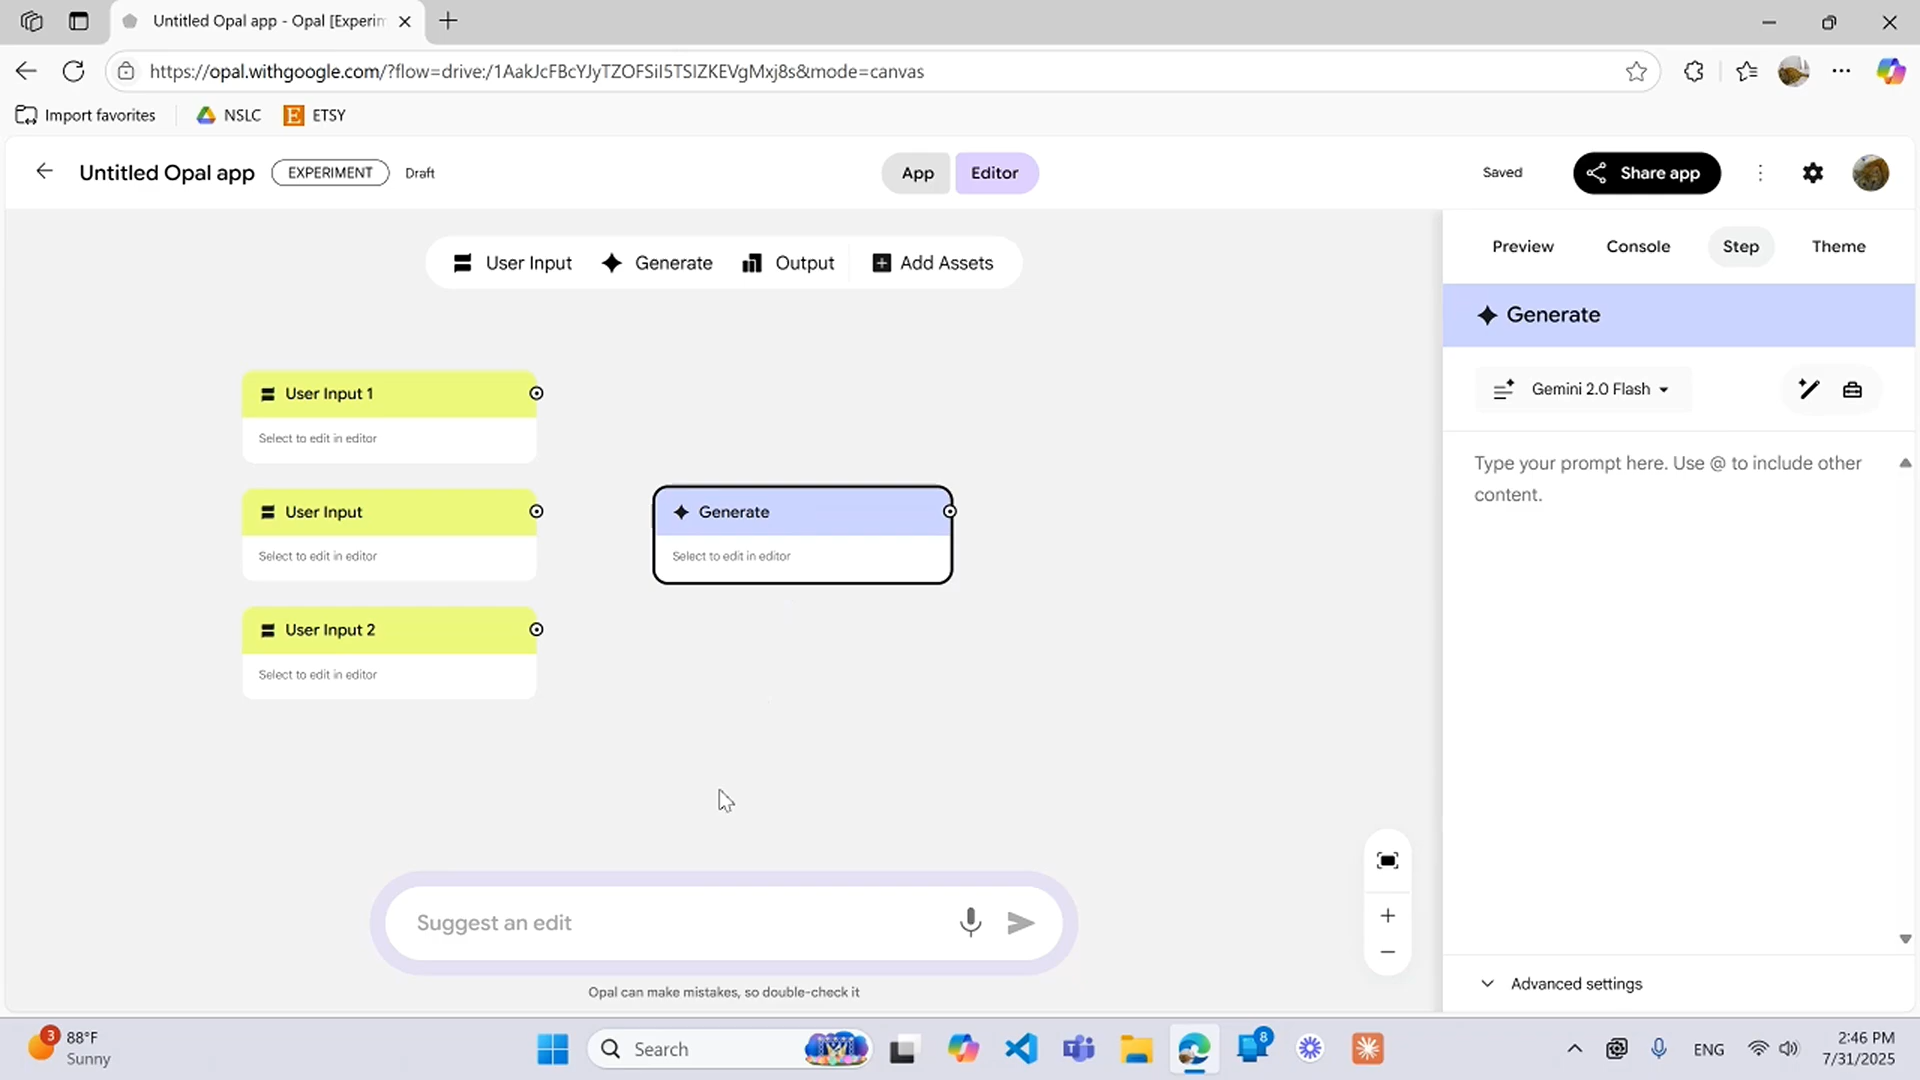 Untitled Opal app - Opal [Experim
https://opal.withgoogle.com/?flow=drive:/1AakJcFBcYJyTZOFSiI5TSIZKEVgMxj8s&mode=canvas
Import favorites
NSLC
ETSY
Untitled Opal app
EXPERIMENT
Draft
App
Editor
Saved
Share app
User Input
Generate
Output
Add Assets
Preview
Console
Step
Theme
Generate
Gemini 2.0 Flash
Type your prompt here. Use @ to include other
content.
User Input 1
Select to edit in editor
User Input
Select to edit in editor
Generate
Select to edit in editor
User Input 2
Select to edit in editor
Suggest an edit
Opal can make mistakes, so double-check it
Advanced settings
3
88°F
Sunny
Search
8
ENG
2:46 PM
7/31/2025